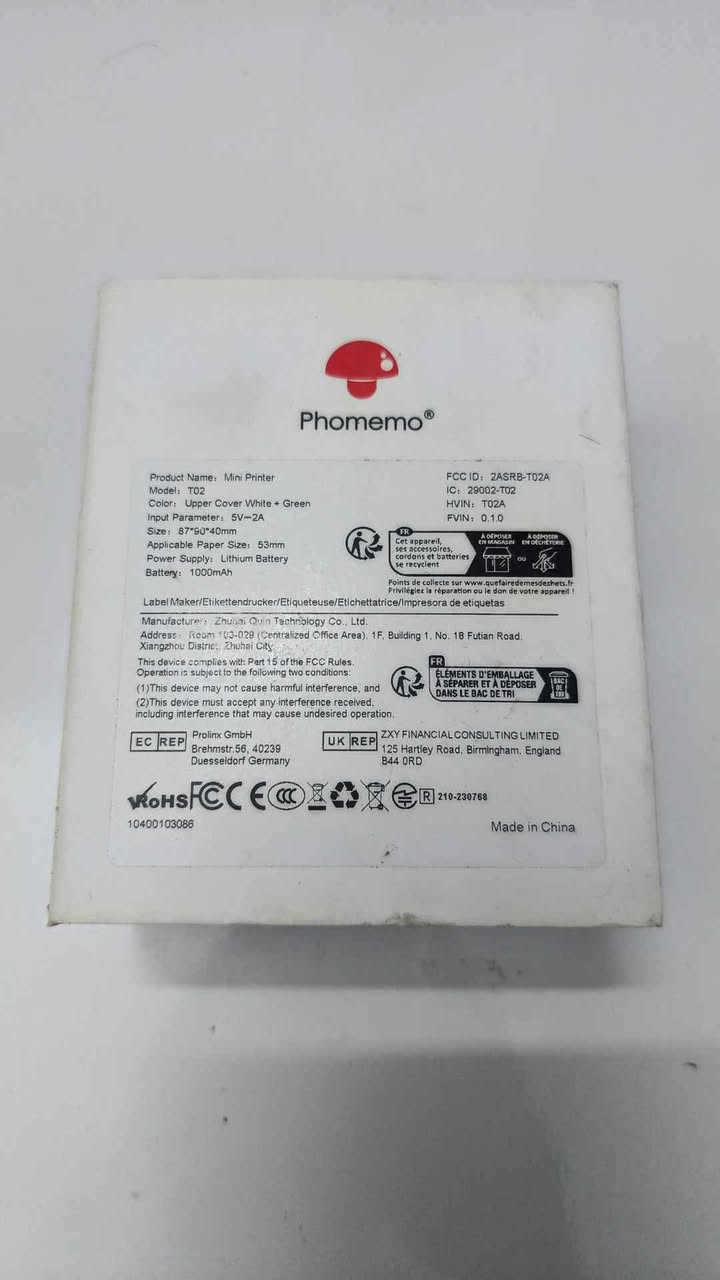 Phomemo®
Product Name: Mini Printer
Model: T02
Color: Upper Cover White + Green
Input Parameter: 5V⎓2A
Size: 87*90*40mm
Applicable Paper Size: 53mm
Power Supply: Lithium Battery
Battery: 1000mAh
FCC ID: 2ASRB-T02A
IC: 29002-T02
HVIN: T02A
FVIN: 0.1.0
FR
Cet appareil,
ses accessoires,
cordons et batteries
se recyclent
À DÉPOSER
EN MAGASIN
OU
À DÉPOSER
EN DÉCHÈTERIE
Points de collecte sur www.quefairedemesdeshets.fr
Privilégiez la réparation ou le don de votre appareil !
Label Maker/Etikettendrucker/Etiqueteuse/Etichettatrice/Impresora de etiquetas
Manufacturer: Zhuhai Quin Technology Co., Ltd.
Address: Room 103-029 (Centralized Office Area), 1F, Building 1, No. 18 Futian Road,
Xiangzhou District, Zhuhai City
This device complies with Part 15 of the FCC Rules.
Operation is subject to the following two conditions:
(1)This device may not cause harmful interference, and
(2)This device must accept any interference received,
including interference that may cause undesired operation.
FR
ÉLÉMENTS D'EMBALLAGE
À SÉPARER ET À DÉPOSER
DANS LE BAC DE TRI
BAC
DE
TRI
EC REP
Prolinx GmbH
Brehmstr.56, 40239
Duesseldorf Germany
UK REP
ZXY FINANCIAL CONSULTING LIMITED
125 Hartley Road, Birmingham, England
B44 0RD
RoHS FC CE CCC R 210-230768
10400103086
Made in China